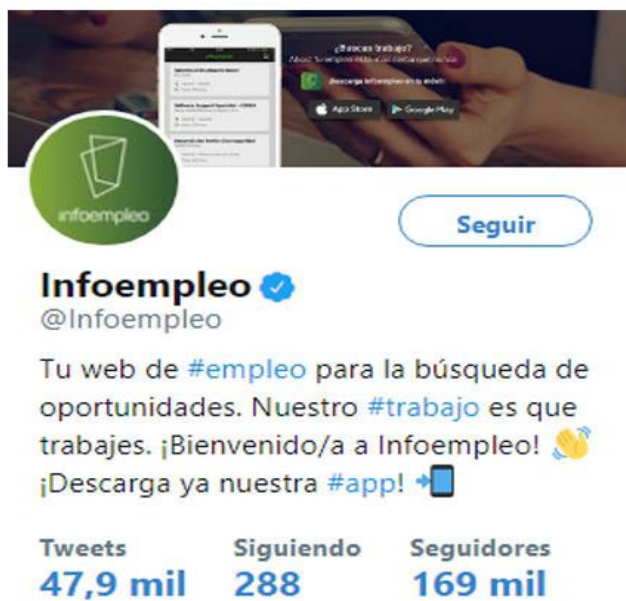 ¿Buscas trabajo?
Descarga Infoempleo en tu móvil:
App Store
Google Play
infoempleo
Seguir
Infoempleo
@Infoempleo
Tu web de #empleo para la búsqueda de
oportunidades. Nuestro #trabajo es que
trabajes. ¡Bienvenido/a a Infoempleo! 👋
¡Descarga ya nuestra #app! 📲
Tweets Siguiendo Seguidores
47,9 mil 288 169 mil